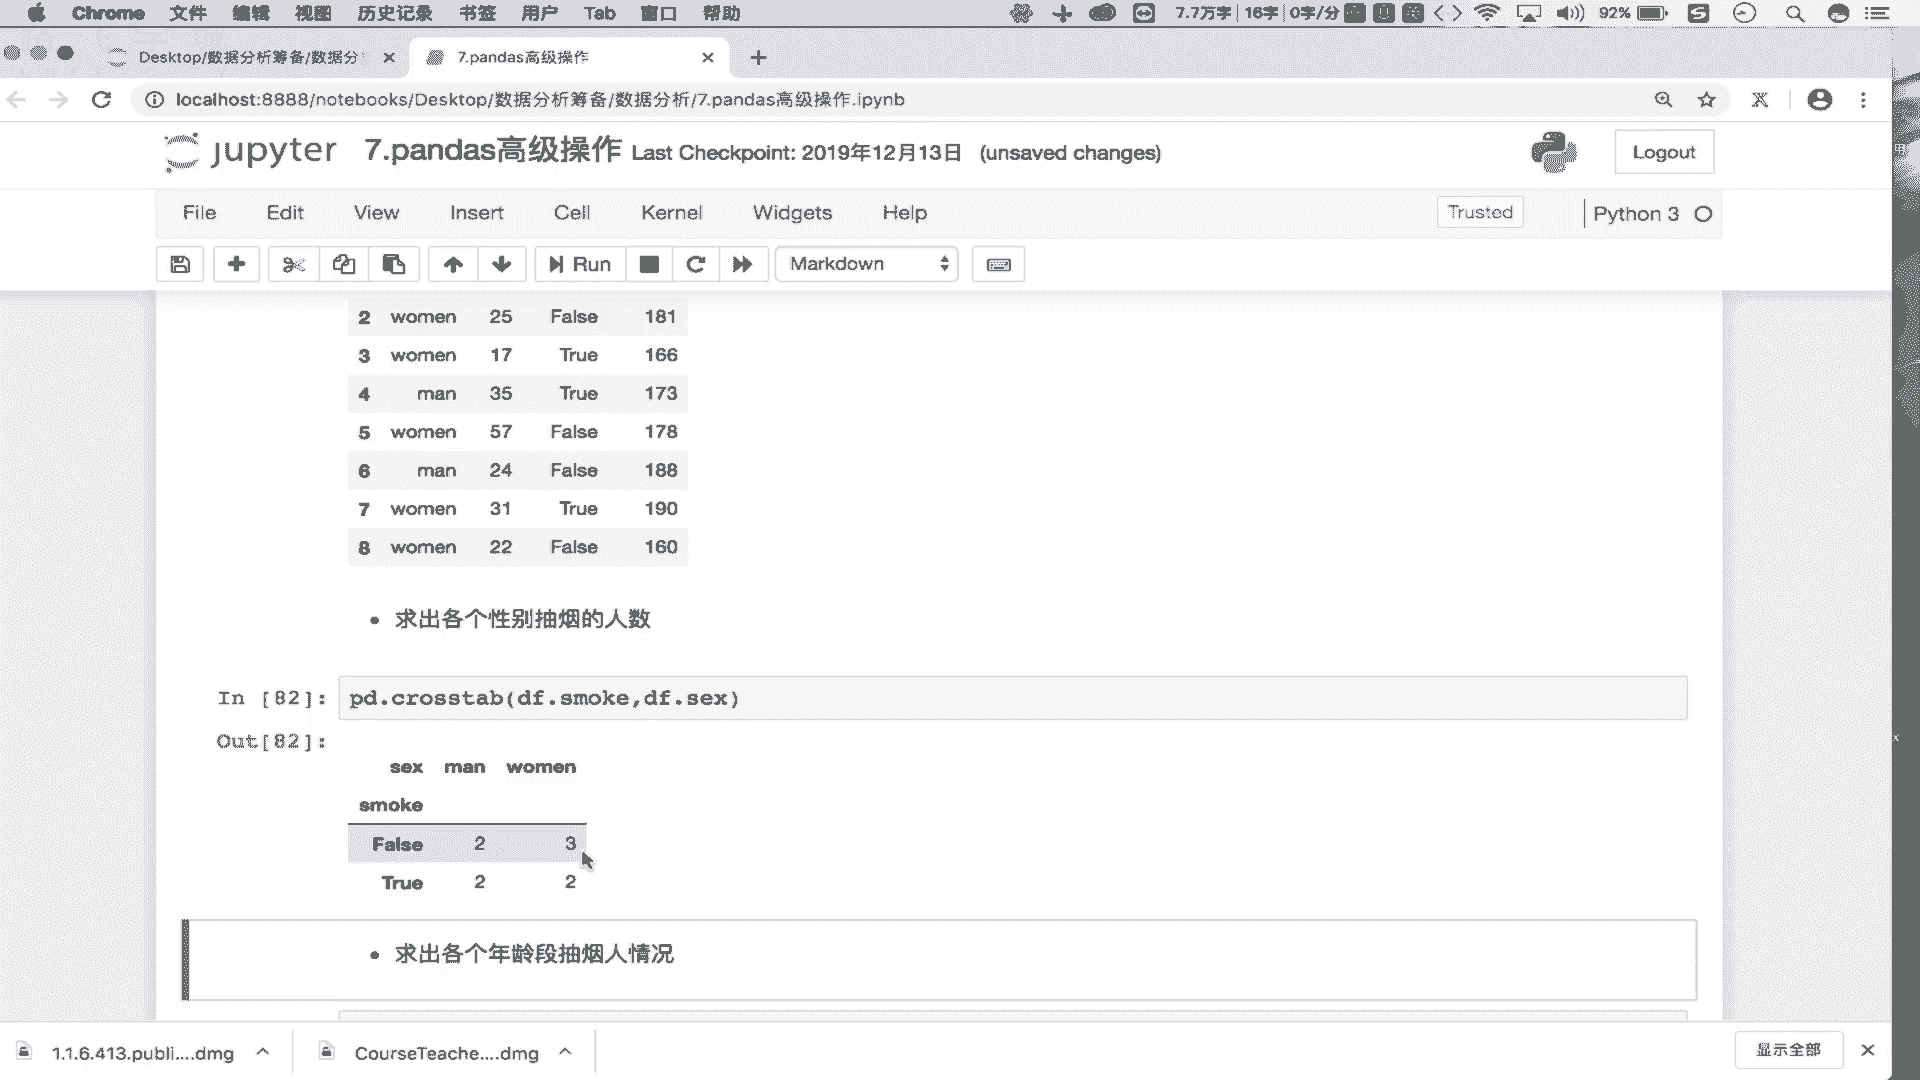 Chrome 文件 编辑 视图 历史记录 书签 用户 Tab 窗口 帮助 7.7万字 16字 0字/分 92%
Desktop/数据分析筹备/数据分 7.pandas高级操作
localhost:8888/notebooks/Desktop/数据分析筹备/数据分析/7.pandas高级操作.ipynb
jupyter 7.pandas高级操作 Last Checkpoint: 2019年12月13日 (unsaved changes) Logout
File Edit View Insert Cell Kernel Widgets Help Trusted Python 3
Run Markdown
2 women 25 False 181
3 women 17 True 166
4 man 35 True 173
5 women 57 False 178
6 man 24 False 188
7 women 31 True 190
8 women 22 False 160
• 求出各个性别抽烟的人数
In [82]: pd.crosstab(df.smoke,df.sex)
Out[82]:
sex man women
smoke
False 2 3
True 2 2
• 求出各个年龄段抽烟人情况
1.1.6.413.publi....dmg CourseTeache....dmg 显示全部